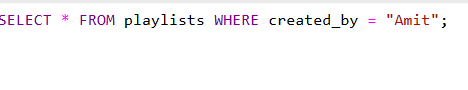 SELECT * FROM playlists WHERE created_by = "Amit";